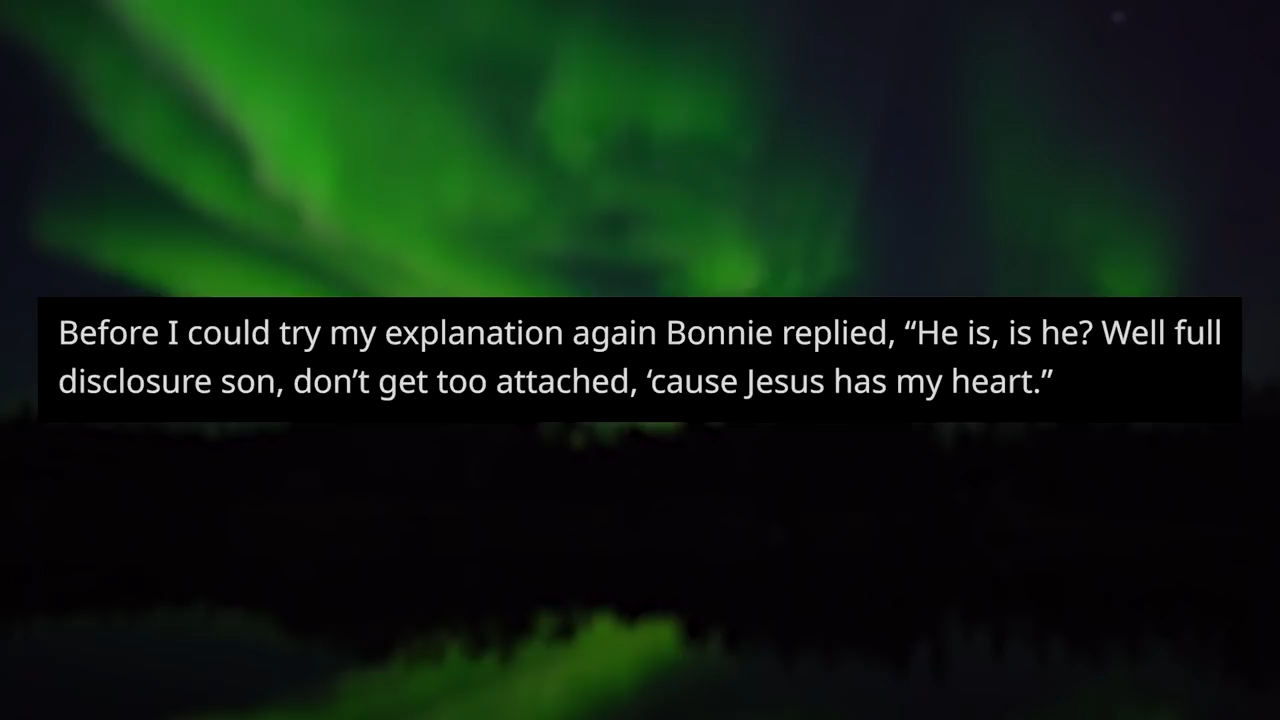 Before I could try my explanation again Bonnie replied, “He is, is he? Well full
disclosure son, don’t get too attached, ‘cause Jesus has my heart.”